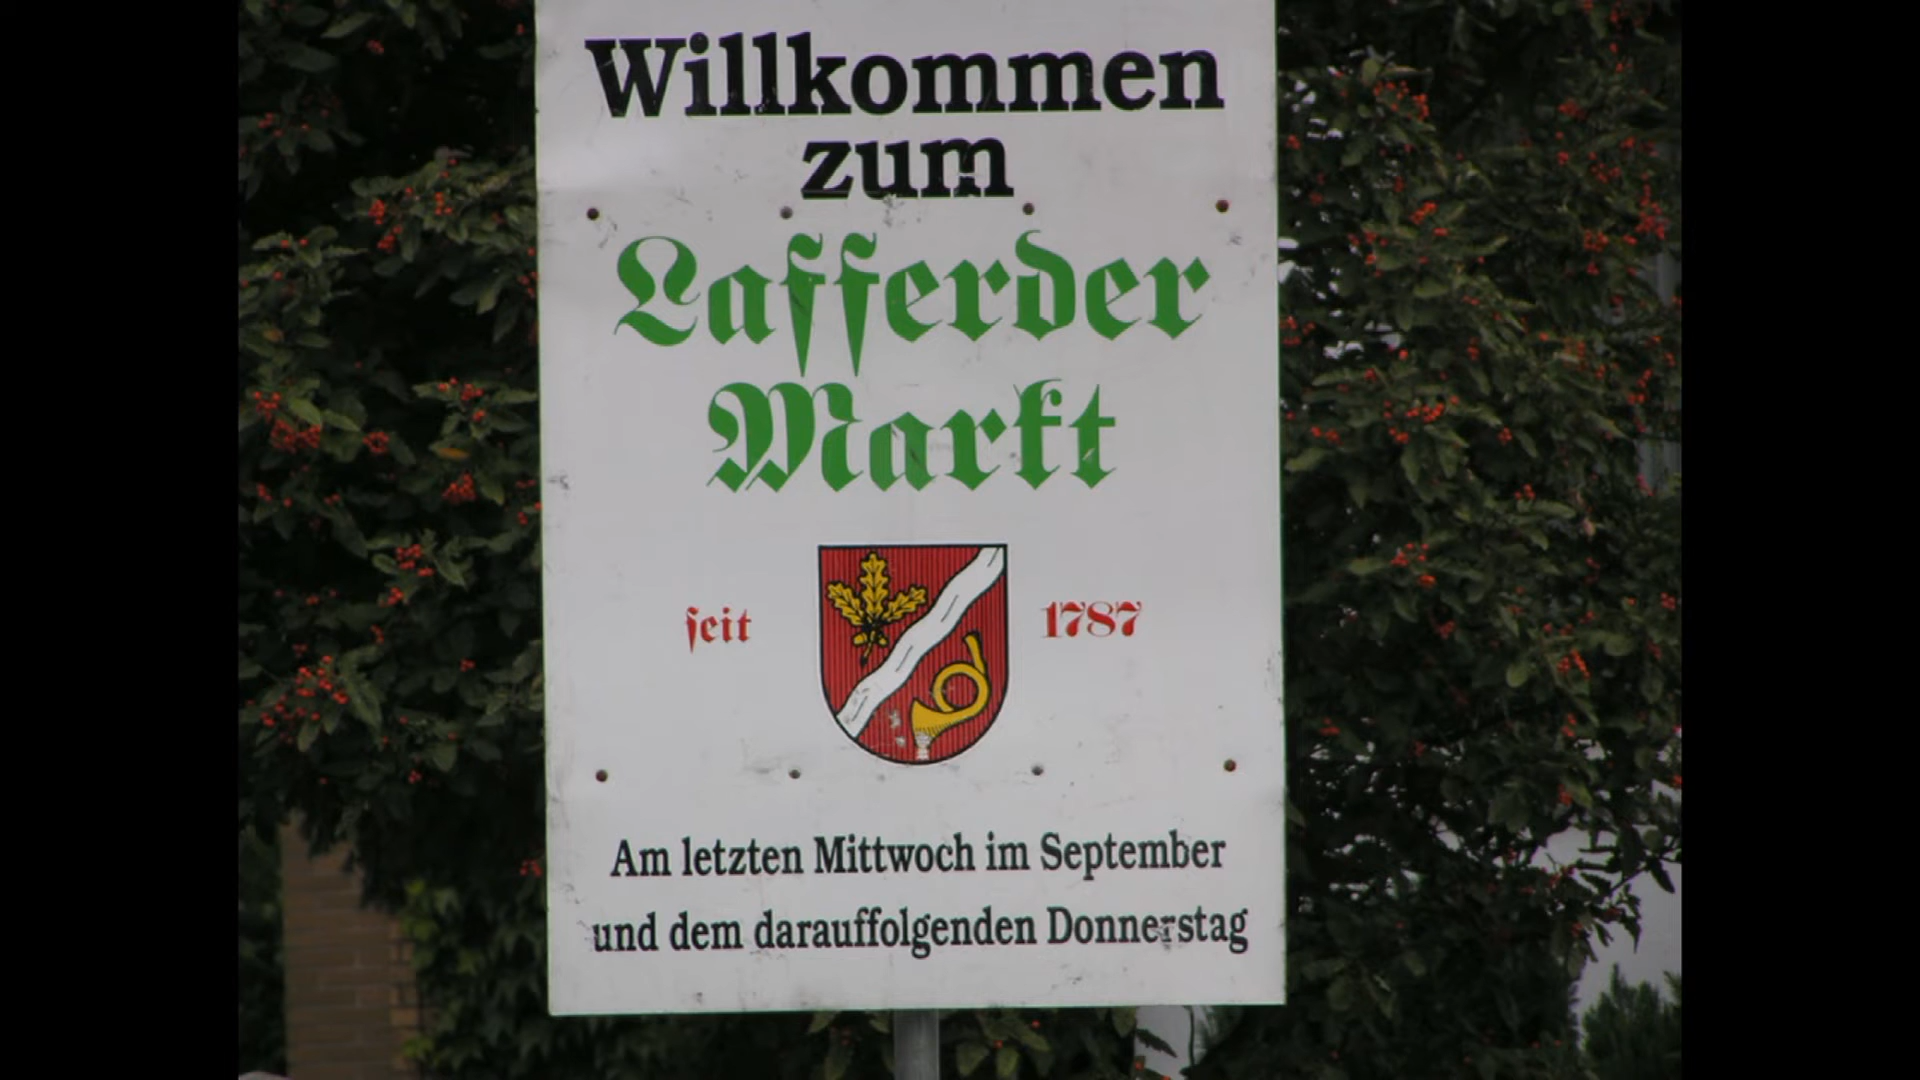 Willkommen
zum
Lafferder
Markt
seit 1787
Am letzten Mittwoch im September
und dem darauffolgenden Donnerstag